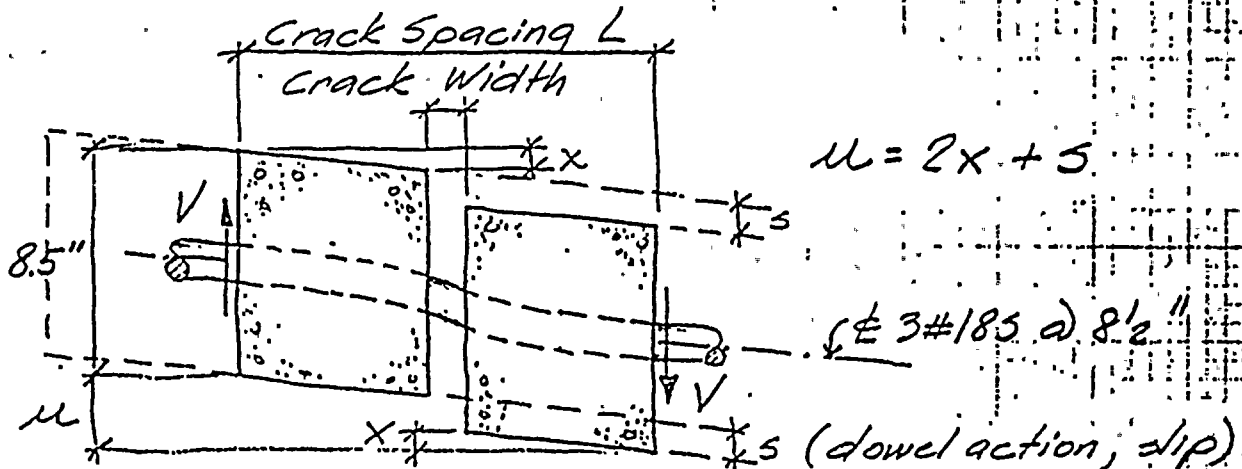 Crack Spacing L
Crack Width
x
u = 2x + s
s
V
8.5"
℄ 3#18S @ 8½"
V
u
x
s (dowel action, slip)